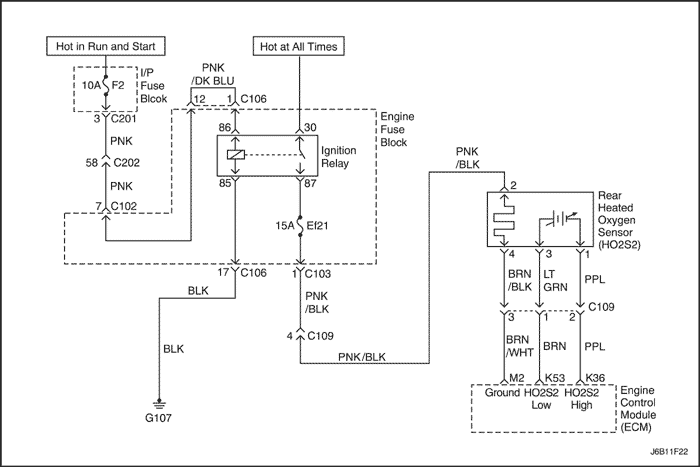 Hot in Run and Start
Hot at All Times
I/P
Fuse
Blcok
10A F2
3 C201
PNK
58 C202
PNK
7 C102
PNK
/DK BLU
12 1 C106
Engine
Fuse
Block
86 30
Ignition
Relay
85 87
15A Ef21
17 C106
1 C103
BLK
PNK
/BLK
BLK
4 C109
PNK/BLK
G107
PNK
/BLK
2
Rear
Heated
Oxygen
Sensor
(HO2S2)
4 3 1
BRN
/BLK
LT
GRN
PPL
C109
3 1 2
BRN
/WHT
BRN
PPL
M2 K53 K36
Ground
HO2S2
Low
HO2S2
High
Engine
Control
Module
(ECM)
J6B11F22